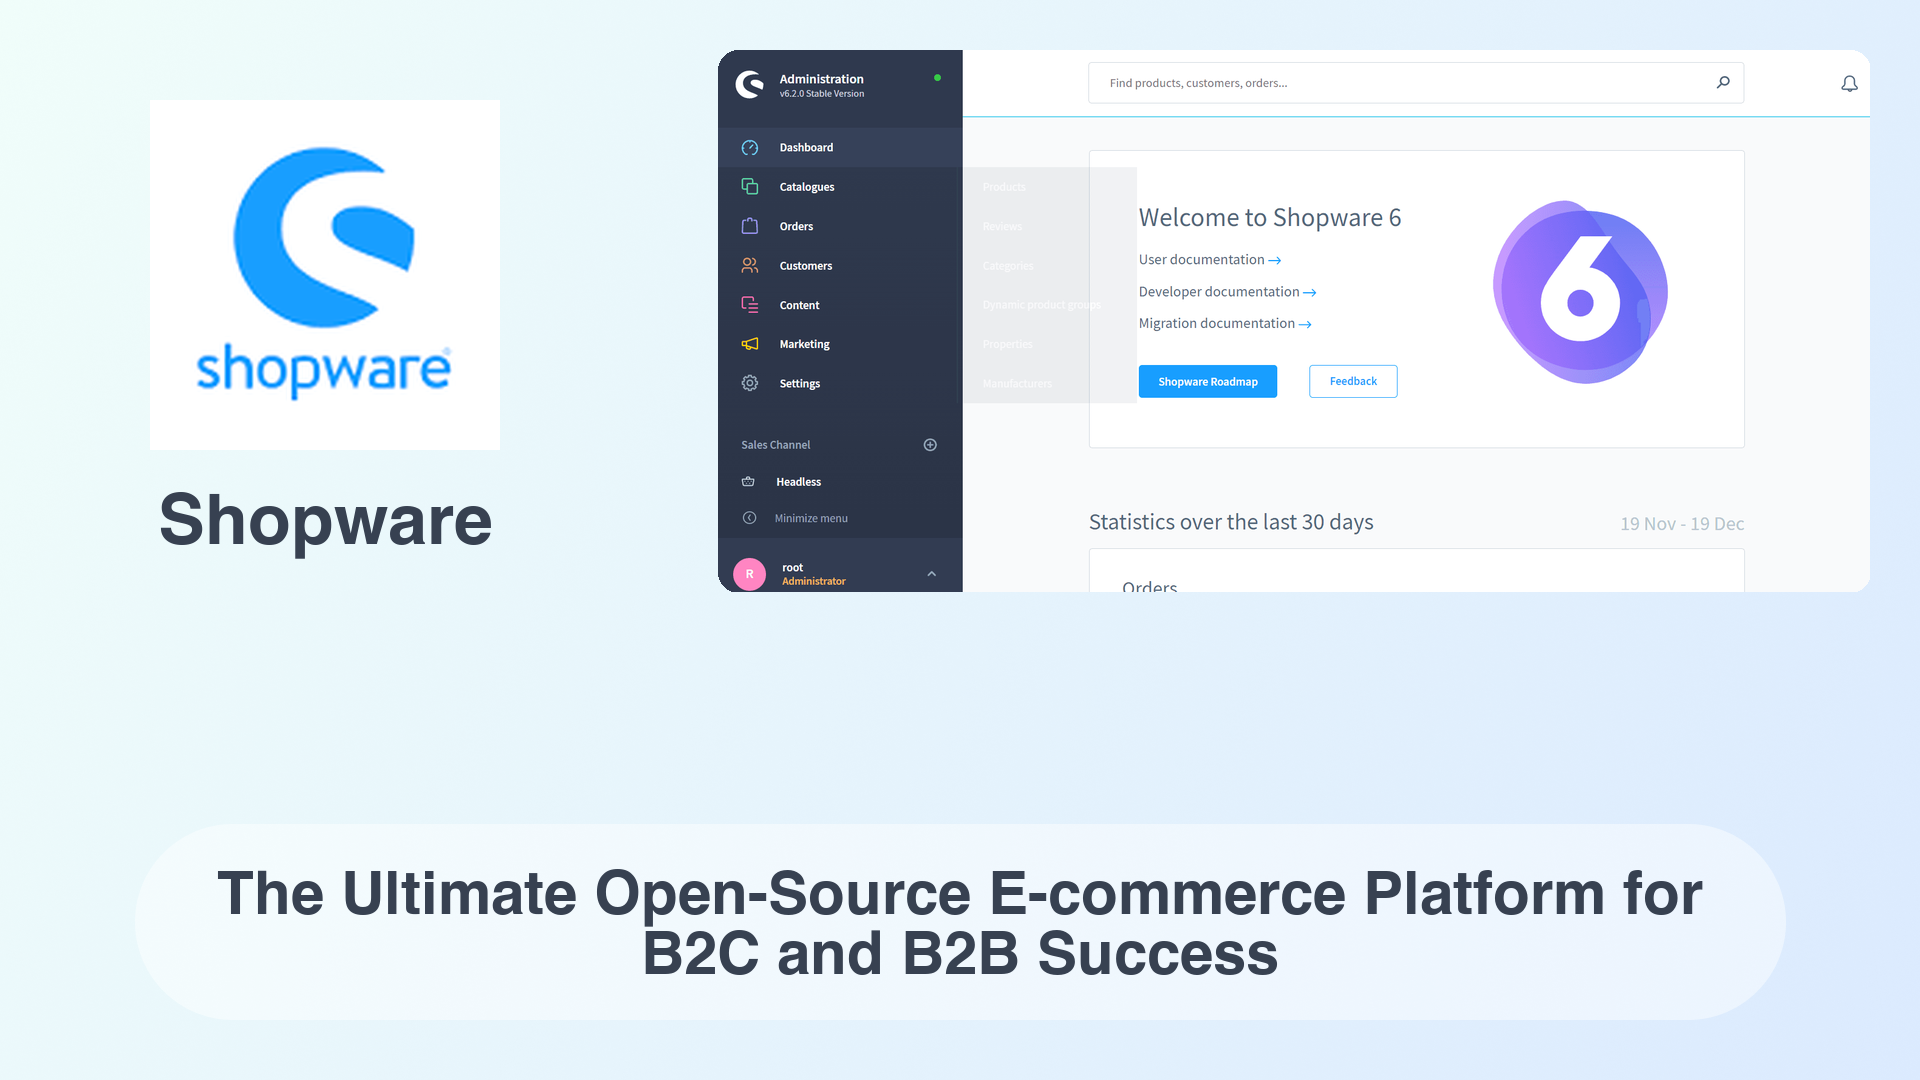 shopware
Shopware
Administration
v6.2.0 Stable Version
Dashboard
Catalogues
Orders
Customers
Content
Marketing
Settings
Sales Channel
Headless
Minimize menu
R
root
Administrator
Products
Reviews
Categories
Dynamic product groups
Properties
Manufacturers
Find products, customers, orders...
Welcome to Shopware 6
User documentation →
Developer documentation →
Migration documentation →
Shopware Roadmap
Feedback
6
Statistics over the last 30 days
19 Nov - 19 Dec
Orders
The Ultimate Open-Source E-commerce Platform for
B2C and B2B Success